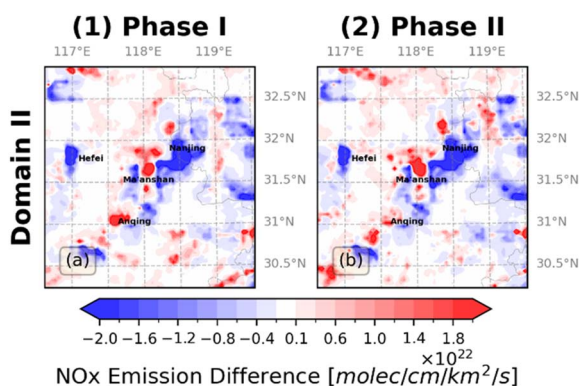 (1) Phase I (2) Phase II
117°E 118°E 119°E 117°E 118°E 119°E
Domain II
32.5°N 32.5°N
32°N 32°N
Nanjing Nanjing
Hefei Hefei
31.5°N 31.5°N
Ma'anshan Ma'anshan
31°N 31°N
Anqing Anqing
30.5°N 30.5°N
(a) (b)
−2.0 −1.6 −1.2 −0.8 −0.4 0.1 0.6 1.0 1.4 1.8
×10²²
NOx Emission Difference [molec/cm/km²/s]